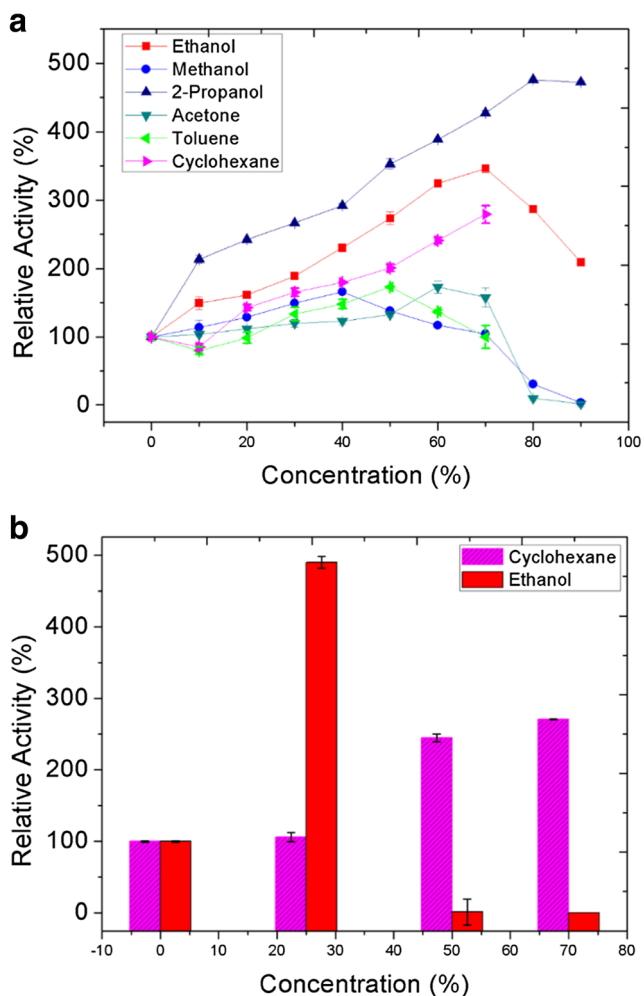 a
Ethanol
Methanol
2-Propanol
Acetone
Toluene
Cyclohexane
500
400
300
200
100
0
Relative Activity (%)
0 20 40 60 80 100
Concentration (%)
b
Cyclohexane
Ethanol
500
400
300
200
100
0
Relative Activity (%)
-10 0 10 20 30 40 50 60 70 80
Concentration (%)